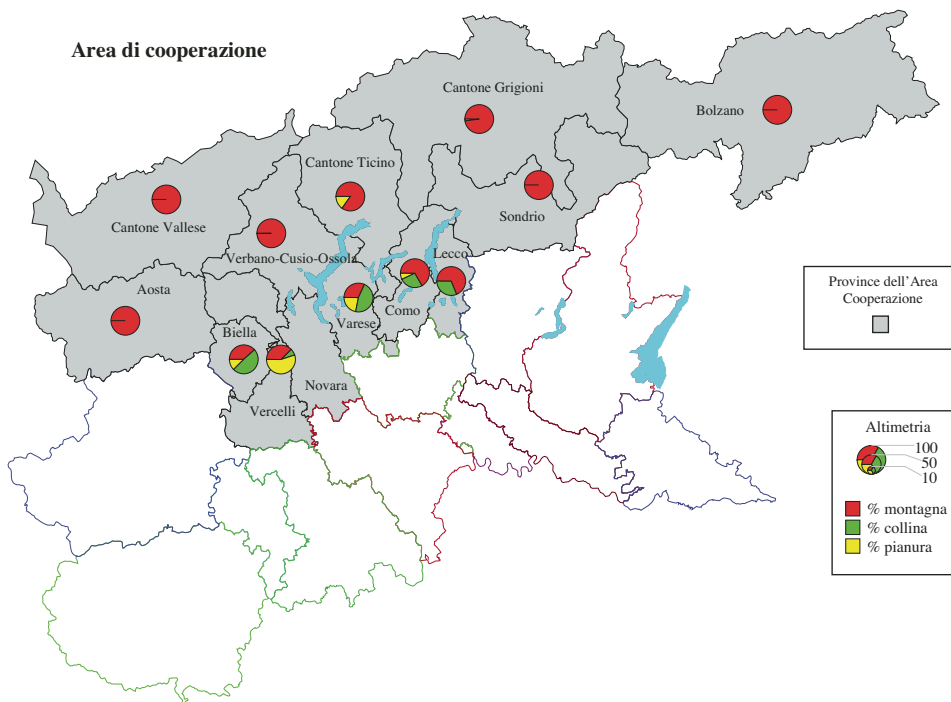 Area di cooperazione
Cantone Grigioni
Bolzano
Cantone Ticino
Sondrio
Cantone Vallese
Verbano-Cusio-Ossola
Lecco
Aosta
Biella
Varese
Como
Novara
Vercelli
Province dell'Area
Cooperazione
Altimetria
100
50
10
% montagna
% collina
% pianura